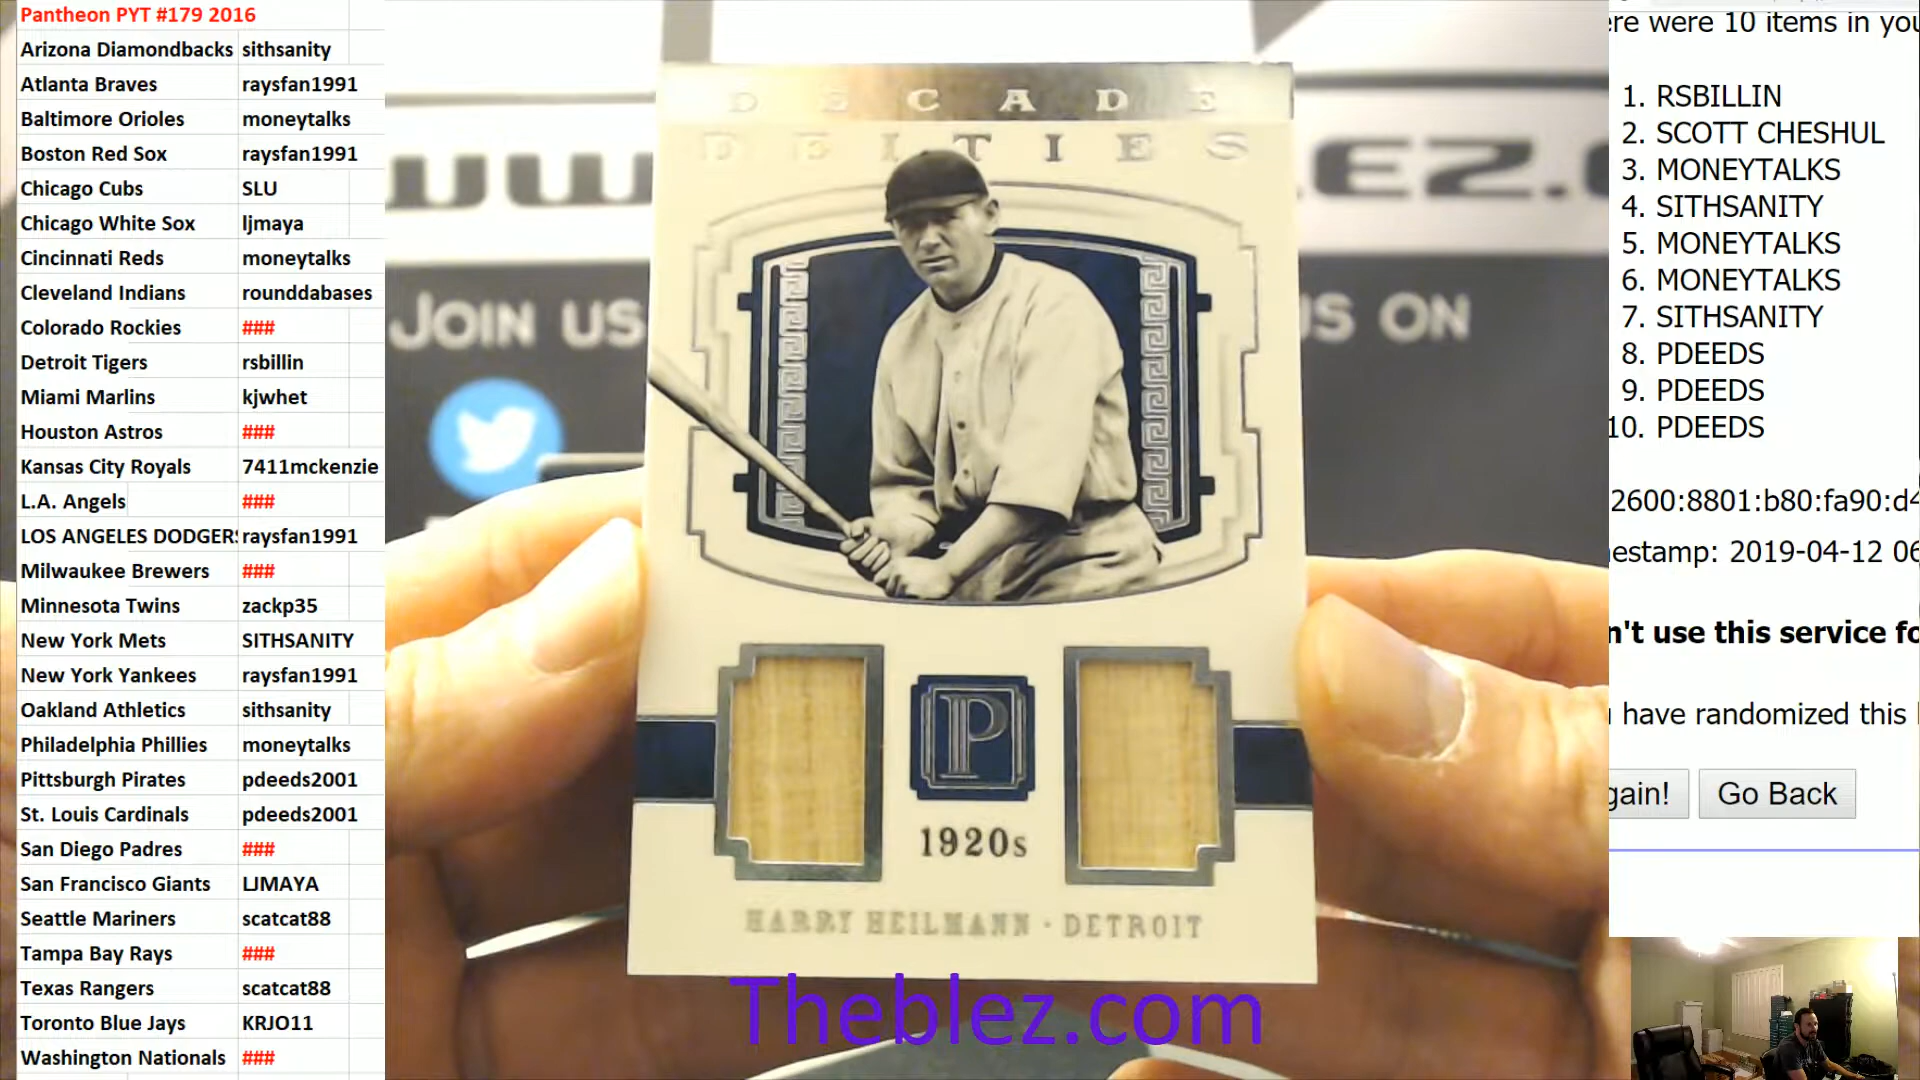 Pantheon PYT #179 2016
Arizona Diamondbacks sithsanity
Atlanta Braves raysfan1991
Baltimore Orioles moneytalks
Boston Red Sox raysfan1991
Chicago Cubs SLU
Chicago White Sox ljmaya
Cincinnati Reds moneytalks
Cleveland Indians rounddabases
Colorado Rockies ###
Detroit Tigers rsbillin
Miami Marlins kjwhet
Houston Astros ###
Kansas City Royals 7411mckenzie
L.A. Angels ###
LOS ANGELES DODGERS raysfan1991
Milwaukee Brewers ###
Minnesota Twins zackp35
New York Mets SITHSANITY
New York Yankees raysfan1991
Oakland Athletics sithsanity
Philadelphia Phillies moneytalks
Pittsburgh Pirates pdeeds2001
St. Louis Cardinals pdeeds2001
San Diego Padres ###
San Francisco Giants LJMAYA
Seattle Mariners scatcat88
Tampa Bay Rays ###
Texas Rangers scatcat88
Toronto Blue Jays KRJO11
Washington Nationals ###
DECADE
DEITIES
JOIN US
US ON
P
1920s
HARRY HEILMANN · DETROIT
Theblez.com
ere were 10 items in you
1. RSBILLIN
2. SCOTT CHESHUL
3. MONEYTALKS
4. SITHSANITY
5. MONEYTALKS
6. MONEYTALKS
7. SITHSANITY
8. PDEEDS
9. PDEEDS
10. PDEEDS
2600:8801:b80:fa90:d4
estamp: 2019-04-12 06
n't use this service fo
have randomized this
gain! Go Back